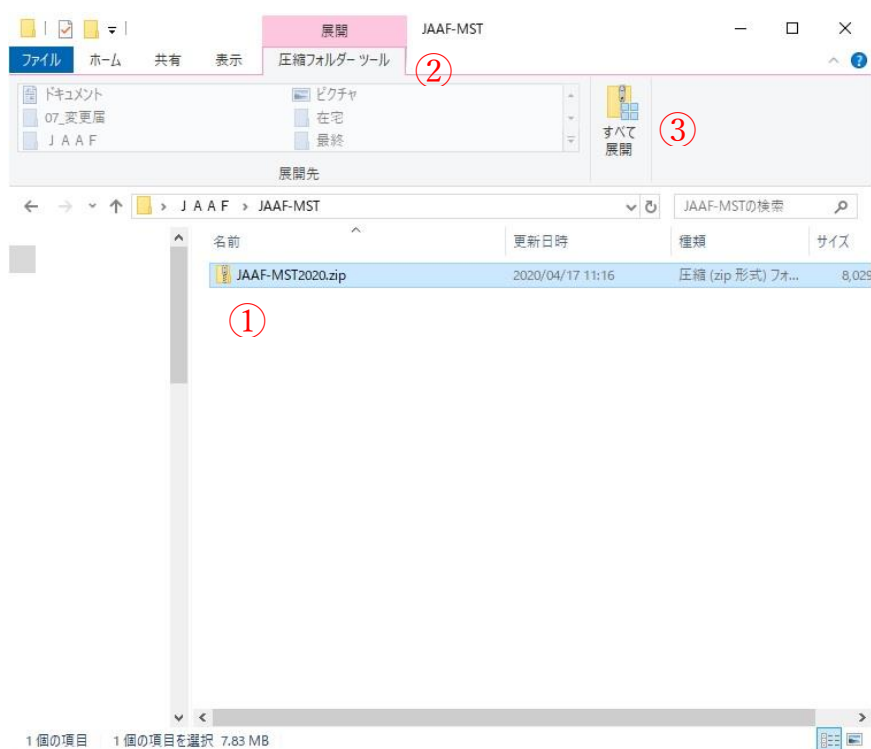 展開 JAAF-MST
ファイル ホーム 共有 表示 圧縮フォルダー ツール ②
ドキュメント ピクチャ
07_変更届 在宅
ＪＡＡＦ 最終
すべて
展開
③
展開先
ＪＡＡＦ › JAAF-MST JAAF-MSTの検索
名前 更新日時 種類 サイズ
JAAF-MST2020.zip 2020/04/17 11:16 圧縮 (zip 形式) フォ... 8,029
①
1 個の項目 1 個の項目を選択 7.83 MB